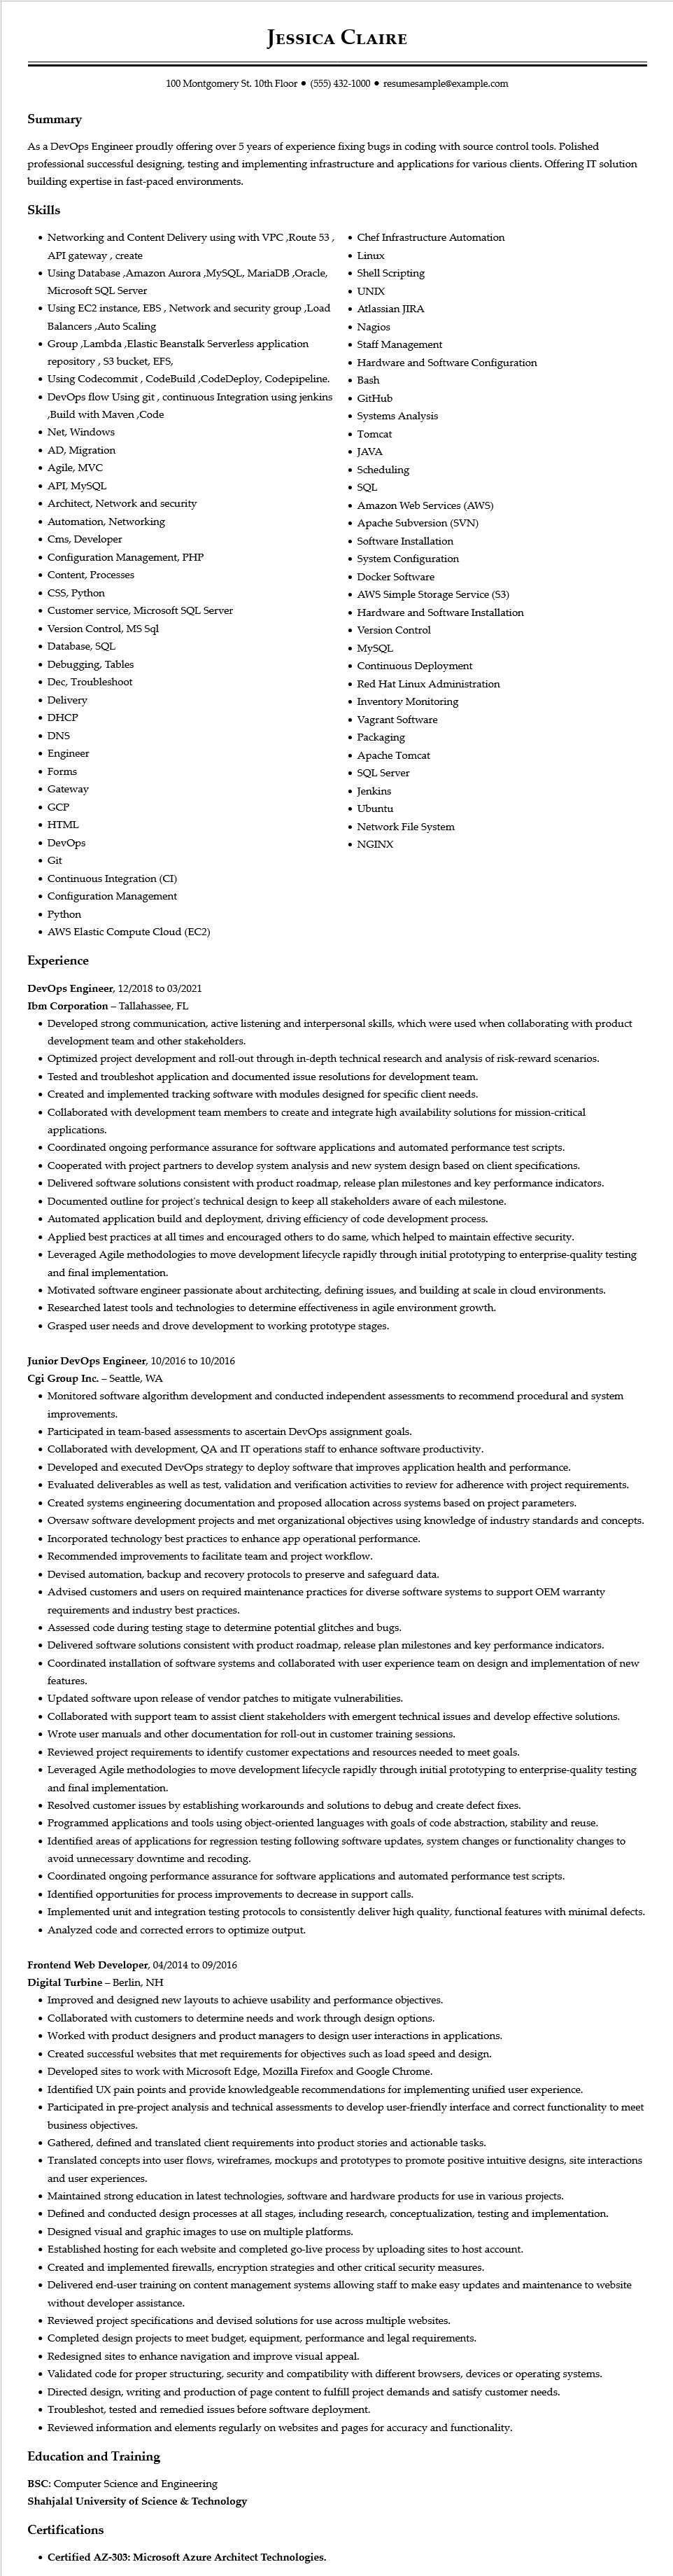 Jessica Claire
100 Montgomery St. 10th Floor ● (555) 432-1000 ● resumesample@example.com
Summary
As a DevOps Engineer proudly offering over 5 years of experience fixing bugs in coding with source control tools. Polished
professional successful designing, testing and implementing infrastructure and applications for various clients. Offering IT solution
building expertise in fast-paced environments.
Skills
• Networking and Content Delivery using with VPC ,Route 53 ,
API gateway , create
• Using Database ,Amazon Aurora ,MySQL, MariaDB ,Oracle,
Microsoft SQL Server
• Using EC2 instance, EBS , Network and security group ,Load
Balancers ,Auto Scaling
• Group ,Lambda ,Elastic Beanstalk Serverless application
repository , S3 bucket, EFS,
• Using Codecommit , CodeBuild ,CodeDeploy, Codepipeline.
• DevOps flow Using git , continuous Integration using jenkins
,Build with Maven ,Code
• Net, Windows
• AD, Migration
• Agile, MVC
• API, MySQL
• Architect, Network and security
• Automation, Networking
• Cms, Developer
• Configuration Management, PHP
• Content, Processes
• CSS, Python
• Customer service, Microsoft SQL Server
• Version Control, MS Sql
• Database, SQL
• Debugging, Tables
• Dec, Troubleshoot
• Delivery
• DHCP
• DNS
• Engineer
• Forms
• Gateway
• GCP
• HTML
• DevOps
• Git
• Continuous Integration (CI)
• Configuration Management
• Python
• AWS Elastic Compute Cloud (EC2)
• Chef Infrastructure Automation
• Linux
• Shell Scripting
• UNIX
• Atlassian JIRA
• Nagios
• Staff Management
• Hardware and Software Configuration
• Bash
• GitHub
• Systems Analysis
• Tomcat
• JAVA
• Scheduling
• SQL
• Amazon Web Services (AWS)
• Apache Subversion (SVN)
• Software Installation
• System Configuration
• Docker Software
• AWS Simple Storage Service (S3)
• Hardware and Software Installation
• Version Control
• MySQL
• Continuous Deployment
• Red Hat Linux Administration
• Inventory Monitoring
• Vagrant Software
• Packaging
• Apache Tomcat
• SQL Server
• Jenkins
• Ubuntu
• Network File System
• NGINX
Experience
DevOps Engineer, 12/2018 to 03/2021
Ibm Corporation – Tallahassee, FL
• Developed strong communication, active listening and interpersonal skills, which were used when collaborating with product
development team and other stakeholders.
• Optimized project development and roll-out through in-depth technical research and analysis of risk-reward scenarios.
• Tested and troubleshot application and documented issue resolutions for development team.
• Created and implemented tracking software with modules designed for specific client needs.
• Collaborated with development team members to create and integrate high availability solutions for mission-critical
applications.
• Coordinated ongoing performance assurance for software applications and automated performance test scripts.
• Cooperated with project partners to develop system analysis and new system design based on client specifications.
• Delivered software solutions consistent with product roadmap, release plan milestones and key performance indicators.
• Documented outline for project's technical design to keep all stakeholders aware of each milestone.
• Automated application build and deployment, driving efficiency of code development process.
• Applied best practices at all times and encouraged others to do same, which helped to maintain effective security.
• Leveraged Agile methodologies to move development lifecycle rapidly through initial prototyping to enterprise-quality testing
and final implementation.
• Motivated software engineer passionate about architecting, defining issues, and building at scale in cloud environments.
• Researched latest tools and technologies to determine effectiveness in agile environment growth.
• Grasped user needs and drove development to working prototype stages.
Junior DevOps Engineer, 10/2016 to 10/2016
Cgi Group Inc. – Seattle, WA
• Monitored software algorithm development and conducted independent assessments to recommend procedural and system
improvements.
• Participated in team-based assessments to ascertain DevOps assignment goals.
• Collaborated with development, QA and IT operations staff to enhance software productivity.
• Developed and executed DevOps strategy to deploy software that improves application health and performance.
• Evaluated deliverables as well as test, validation and verification activities to review for adherence with project requirements.
• Created systems engineering documentation and proposed allocation across systems based on project parameters.
• Oversaw software development projects and met organizational objectives using knowledge of industry standards and concepts.
• Incorporated technology best practices to enhance app operational performance.
• Recommended improvements to facilitate team and project workflow.
• Devised automation, backup and recovery protocols to preserve and safeguard data.
• Advised customers and users on required maintenance practices for diverse software systems to support OEM warranty
requirements and industry best practices.
• Assessed code during testing stage to determine potential glitches and bugs.
• Delivered software solutions consistent with product roadmap, release plan milestones and key performance indicators.
• Coordinated installation of software systems and collaborated with user experience team on design and implementation of new
features.
• Updated software upon release of vendor patches to mitigate vulnerabilities.
• Collaborated with support team to assist client stakeholders with emergent technical issues and develop effective solutions.
• Wrote user manuals and other documentation for roll-out in customer training sessions.
• Reviewed project requirements to identify customer expectations and resources needed to meet goals.
• Leveraged Agile methodologies to move development lifecycle rapidly through initial prototyping to enterprise-quality testing
and final implementation.
• Resolved customer issues by establishing workarounds and solutions to debug and create defect fixes.
• Programmed applications and tools using object-oriented languages with goals of code abstraction, stability and reuse.
• Identified areas of applications for regression testing following software updates, system changes or functionality changes to
avoid unnecessary downtime and recoding.
• Coordinated ongoing performance assurance for software applications and automated performance test scripts.
• Identified opportunities for process improvements to decrease in support calls.
• Implemented unit and integration testing protocols to consistently deliver high quality, functional features with minimal defects.
• Analyzed code and corrected errors to optimize output.
Frontend Web Developer, 04/2014 to 09/2016
Digital Turbine – Berlin, NH
• Improved and designed new layouts to achieve usability and performance objectives.
• Collaborated with customers to determine needs and work through design options.
• Worked with product designers and product managers to design user interactions in applications.
• Created successful websites that met requirements for objectives such as load speed and design.
• Developed sites to work with Microsoft Edge, Mozilla Firefox and Google Chrome.
• Identified UX pain points and provide knowledgeable recommendations for implementing unified user experience.
• Participated in pre-project analysis and technical assessments to develop user-friendly interface and correct functionality to meet
business objectives.
• Gathered, defined and translated client requirements into product stories and actionable tasks.
• Translated concepts into user flows, wireframes, mockups and prototypes to promote positive intuitive designs, site interactions
and user experiences.
• Maintained strong education in latest technologies, software and hardware products for use in various projects.
• Defined and conducted design processes at all stages, including research, conceptualization, testing and implementation.
• Designed visual and graphic images to use on multiple platforms.
• Established hosting for each website and completed go-live process by uploading sites to host account.
• Created and implemented firewalls, encryption strategies and other critical security measures.
• Delivered end-user training on content management systems allowing staff to make easy updates and maintenance to website
without developer assistance.
• Reviewed project specifications and devised solutions for use across multiple websites.
• Completed design projects to meet budget, equipment, performance and legal requirements.
• Redesigned sites to enhance navigation and improve visual appeal.
• Validated code for proper structuring, security and compatibility with different browsers, devices or operating systems.
• Directed design, writing and production of page content to fulfill project demands and satisfy customer needs.
• Troubleshot, tested and remedied issues before software deployment.
• Reviewed information and elements regularly on websites and pages for accuracy and functionality.
Education and Training
BSC: Computer Science and Engineering
Shahjalal University of Science & Technology
Certifications
• Certified AZ-303: Microsoft Azure Architect Technologies.